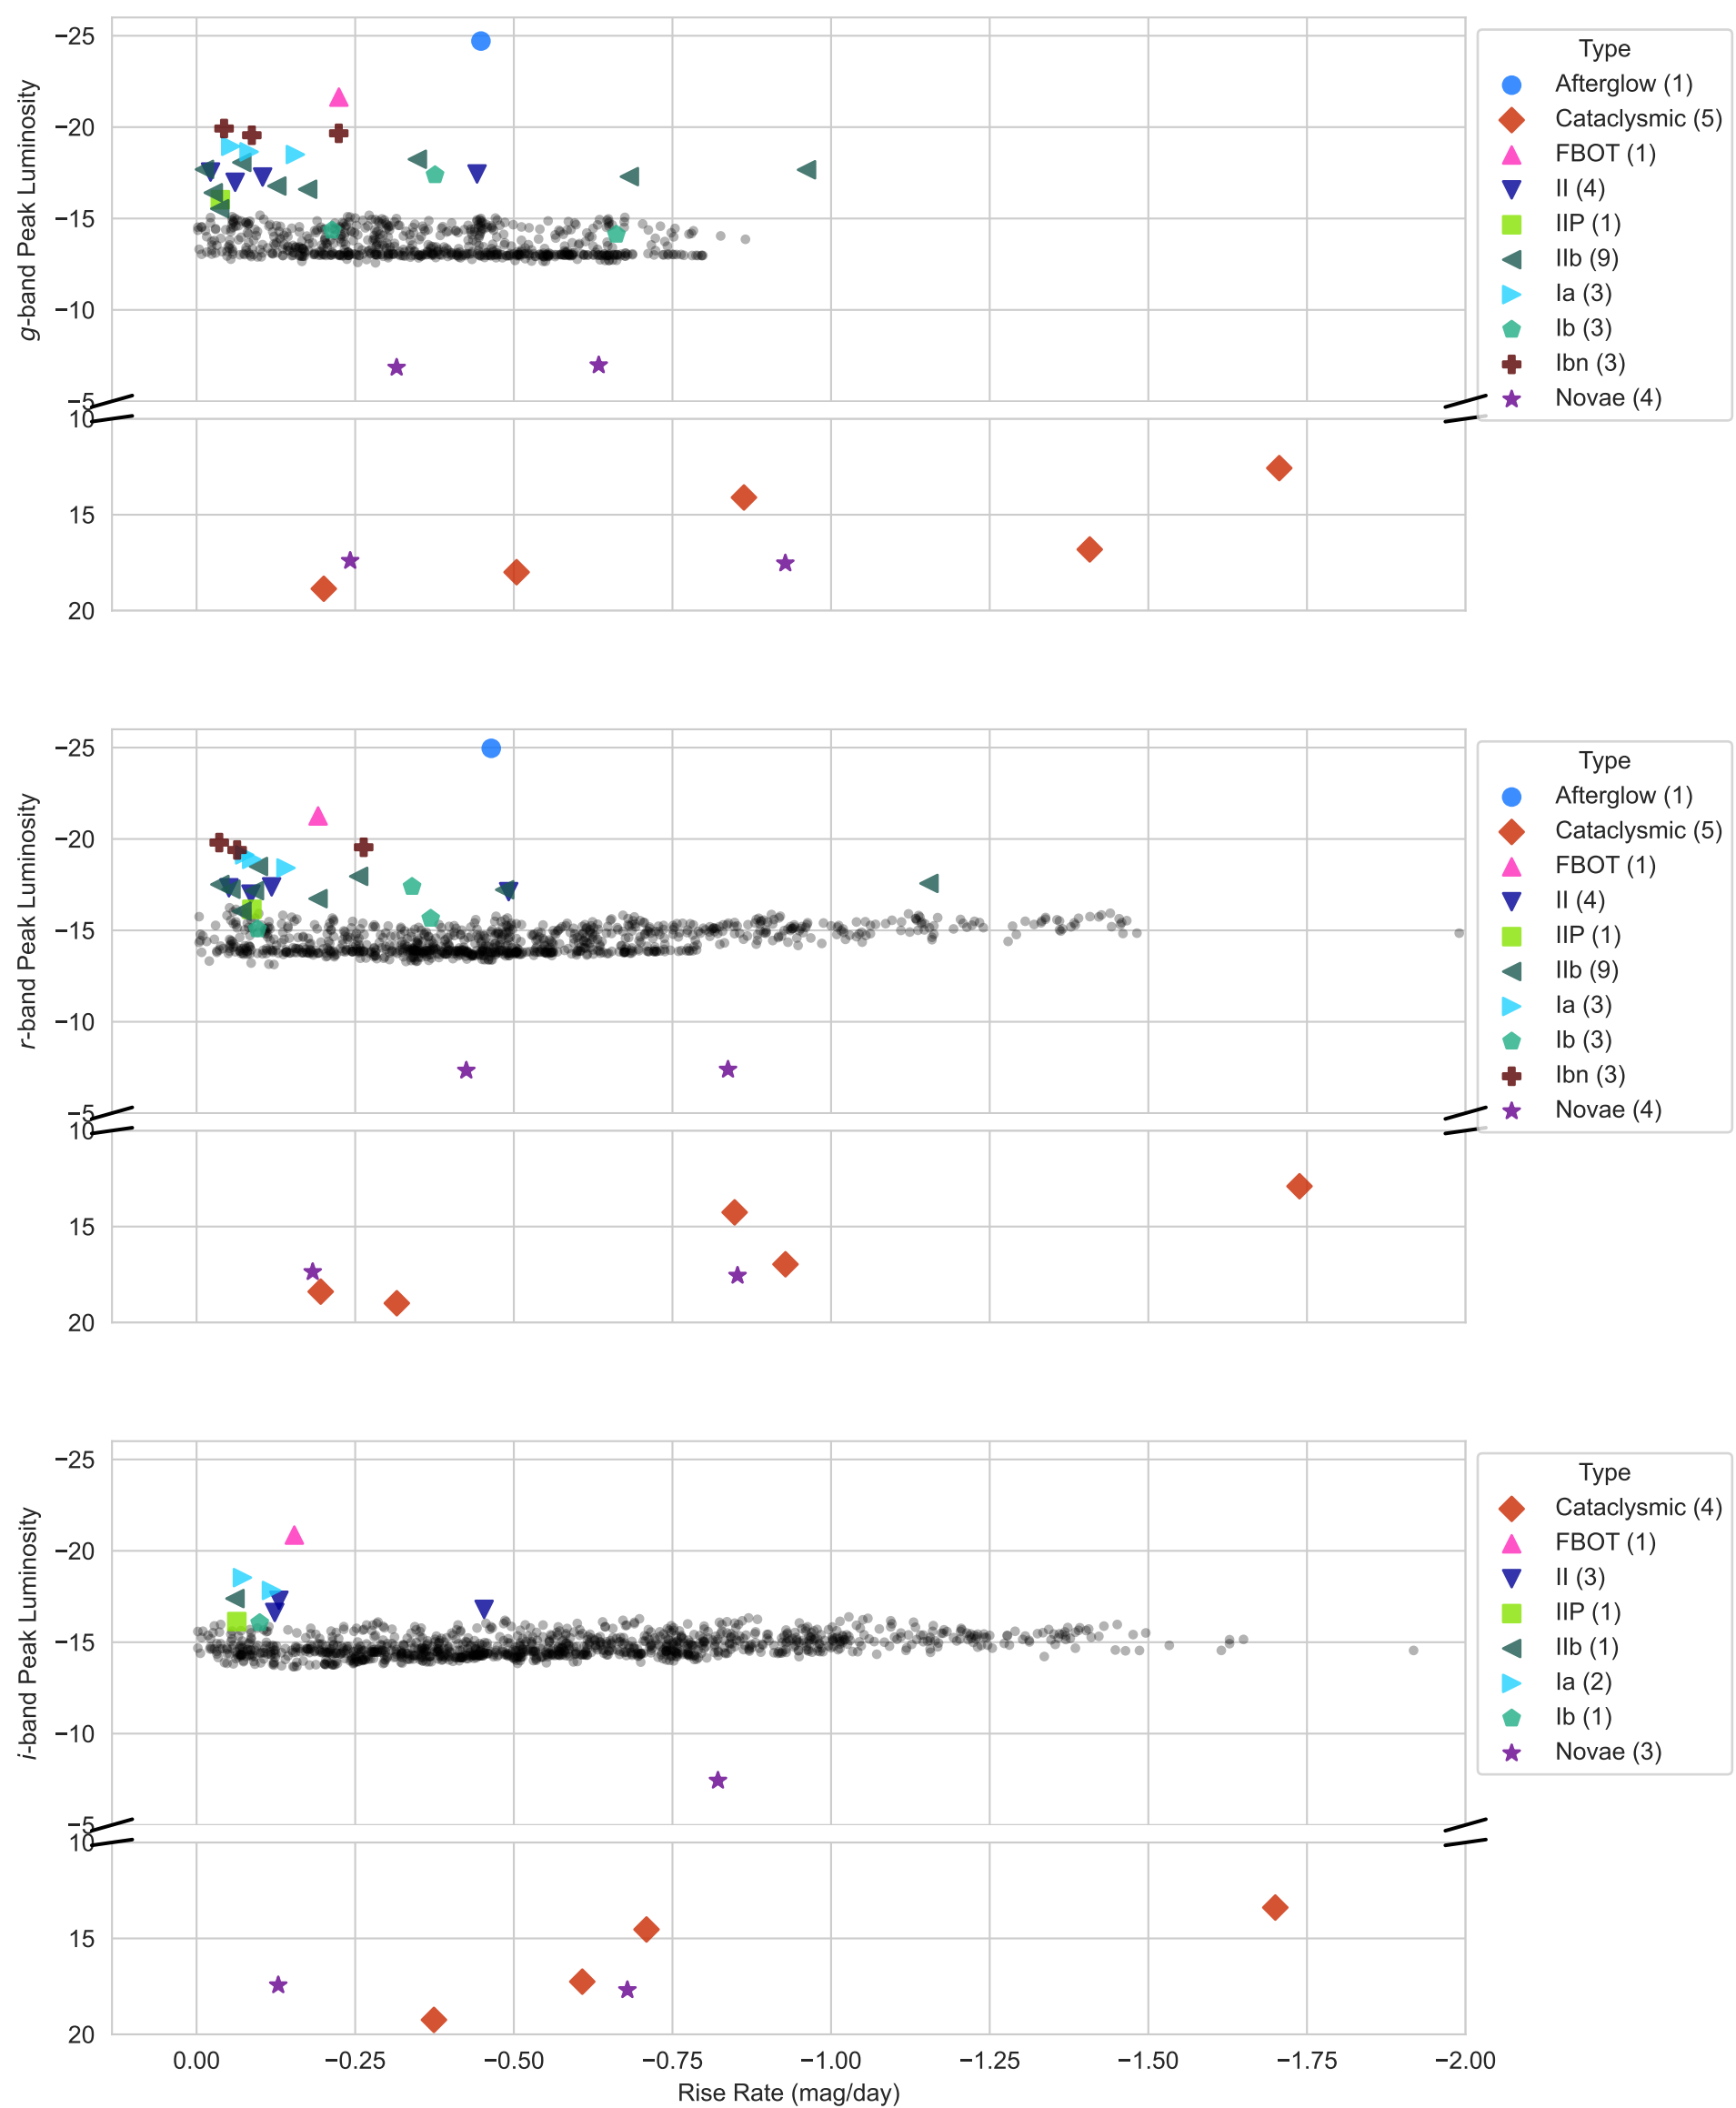 g-band Peak Luminosity
−25
−20
−15
−10
−5
10
15
20
Type
Afterglow (1)
Cataclysmic (5)
FBOT (1)
II (4)
IIP (1)
IIb (9)
Ia (3)
Ib (3)
Ibn (3)
Novae (4)
r-band Peak Luminosity
−25
−20
−15
−10
−5
10
15
20
Type
Afterglow (1)
Cataclysmic (5)
FBOT (1)
II (4)
IIP (1)
IIb (9)
Ia (3)
Ib (3)
Ibn (3)
Novae (4)
i-band Peak Luminosity
−25
−20
−15
−10
−5
10
15
20
Type
Cataclysmic (4)
FBOT (1)
II (3)
IIP (1)
IIb (1)
Ia (2)
Ib (1)
Novae (3)
0.00 −0.25 −0.50 −0.75 −1.00 −1.25 −1.50 −1.75 −2.00
Rise Rate (mag/day)